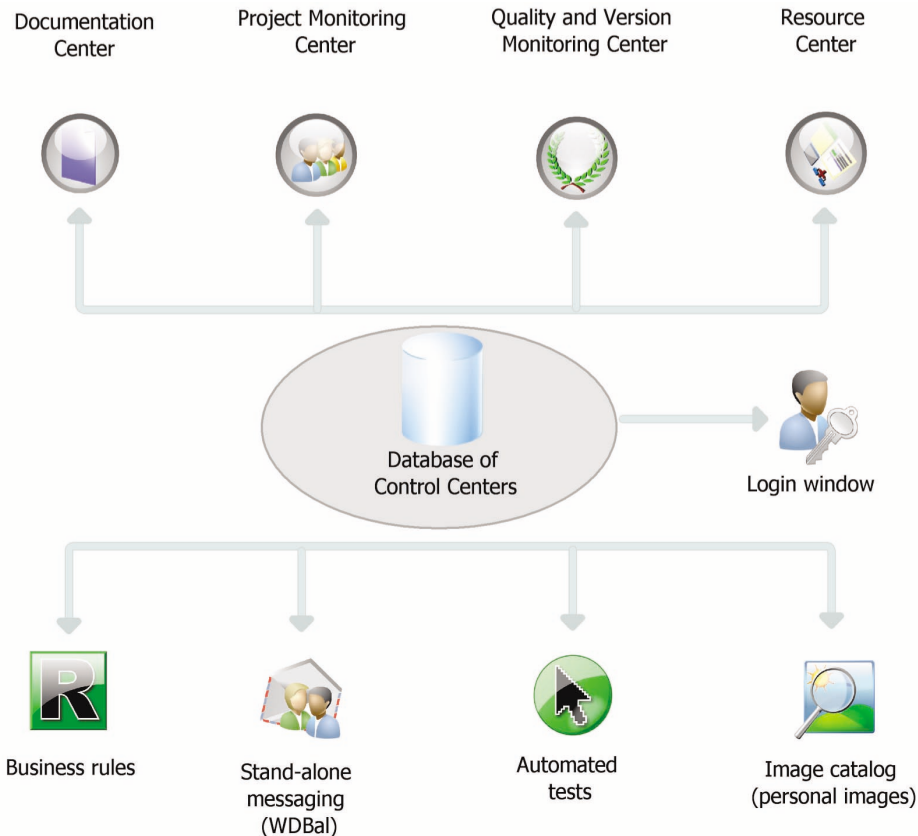 Documentation
Center
Project Monitoring
Center
Quality and Version
Monitoring Center
Resource
Center
Database of
Control Centers
Login window
R
Business rules
Stand-alone
messaging
(WDBal)
Automated
tests
Image catalog
(personal images)